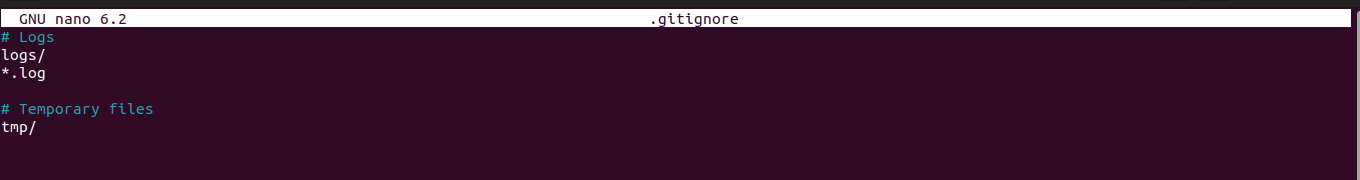 GNU nano 6.2 .gitignore
# Logs
logs/
*.log

# Temporary files
tmp/